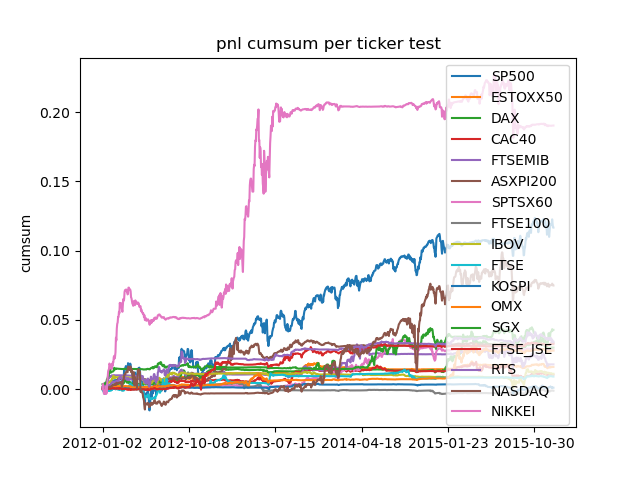 pnl cumsum per ticker test
cumsum
0.20
0.15
0.10
0.05
0.00
2012-01-02 2012-10-08 2013-07-15 2014-04-18 2015-01-23 2015-10-30
SP500
ESTOXX50
DAX
CAC40
FTSEMIB
ASXPI200
SPTSX60
FTSE100
IBOV
FTSE
KOSPI
OMX
SGX
FTSE_JSE
RTS
NASDAQ
NIKKEI